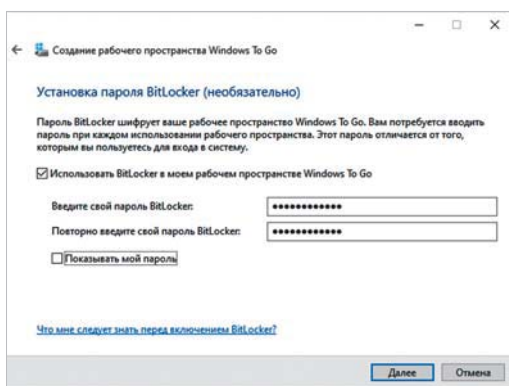 Создание рабочего пространства Windows To Go
Установка пароля BitLocker (необязательно)
Пароль BitLocker шифрует ваше рабочее пространство Windows To Go. Вам потребуется вводить
пароль при каждом использовании рабочего пространства. Этот пароль отличается от того,
которым вы пользуетесь для входа в систему.
Использовать BitLocker в моем рабочем пространстве Windows To Go
Введите свой пароль BitLocker:
Повторно введите свой пароль BitLocker:
Показывать мой пароль
Что мне следует знать перед включением BitLocker?
Далее Отмена